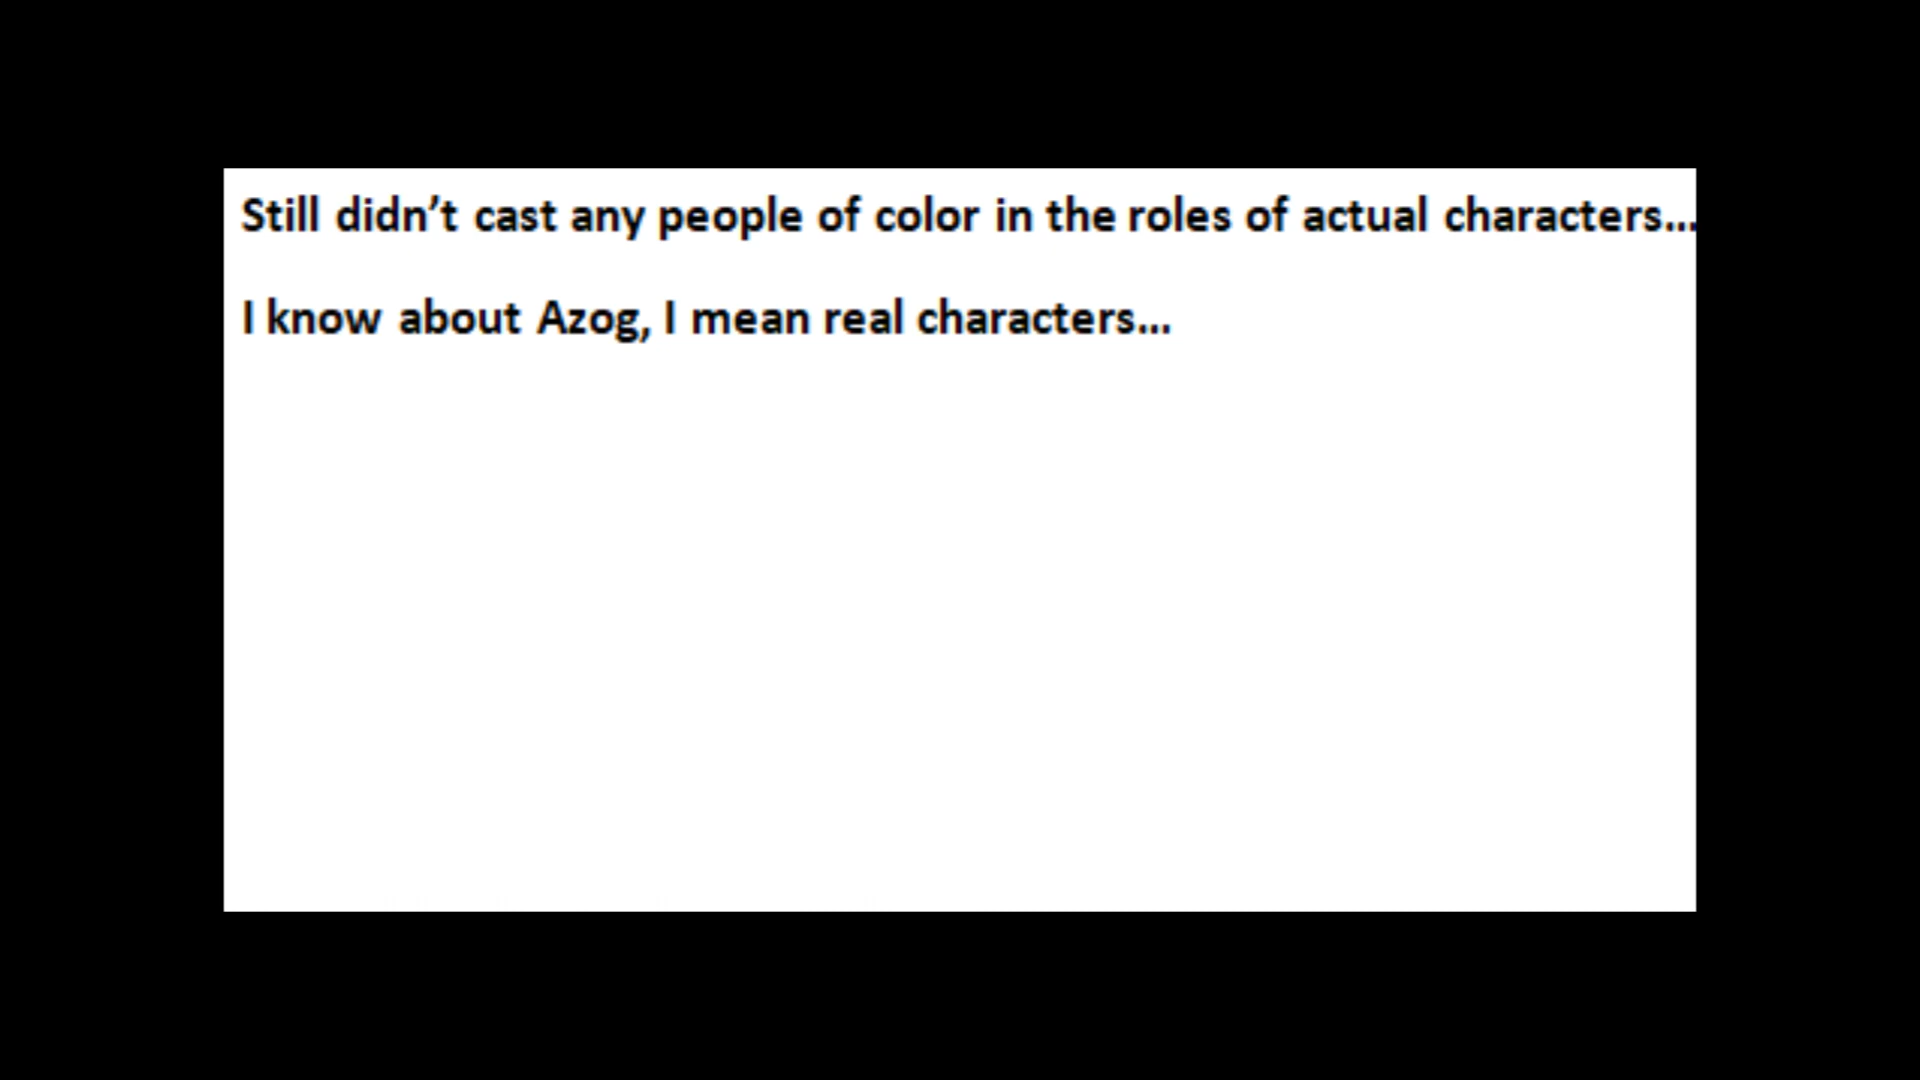 Still didn’t cast any people of color in the roles of actual characters...
I know about Azog, I mean real characters...